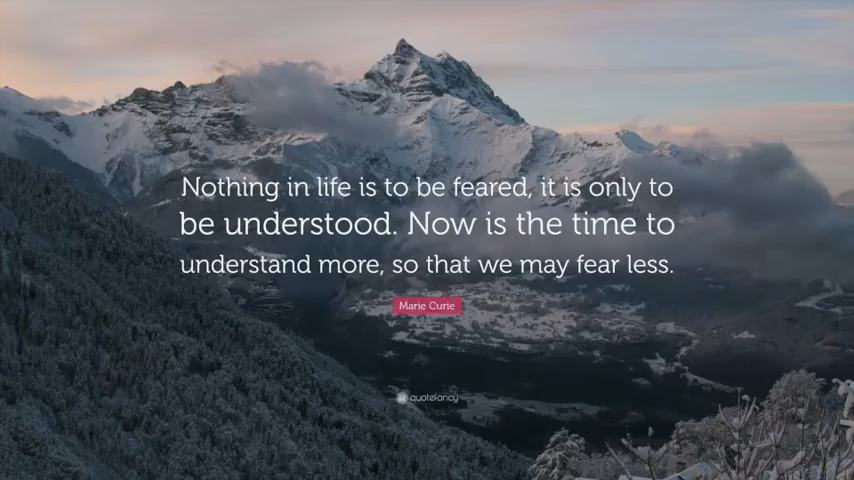 Nothing in life is to be feared, it is only to
be understood. Now is the time to
understand more, so that we may fear less.
Marie Curie
quotefancy